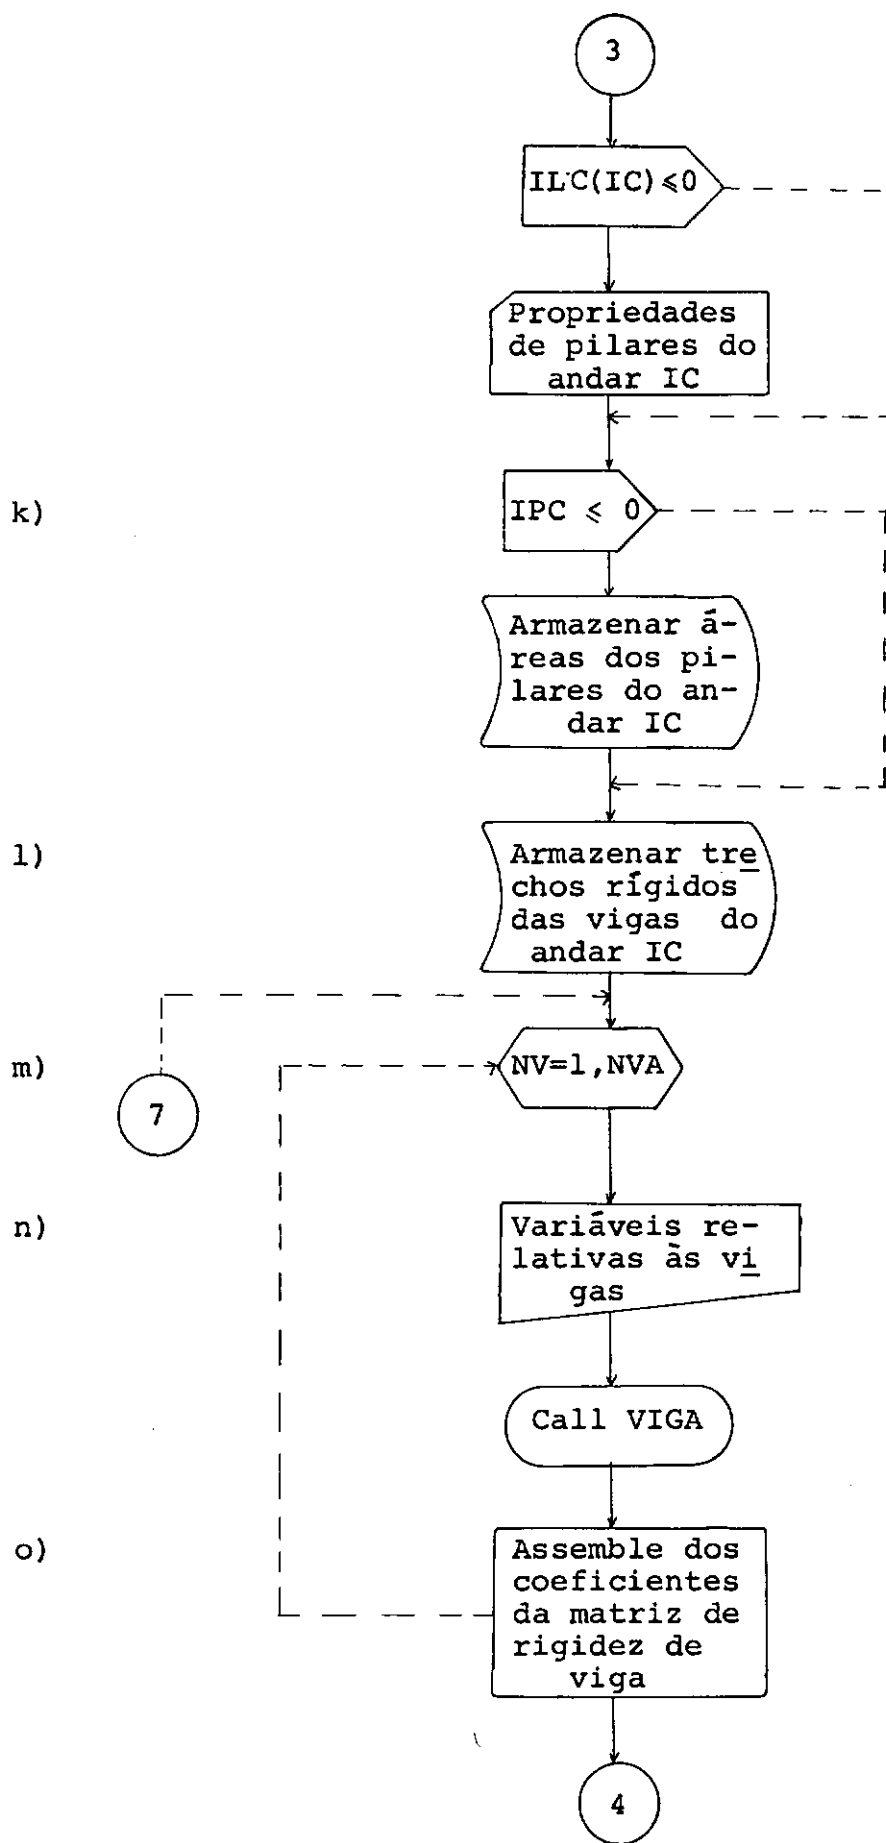 3
ILC(IC) ≤0
Propriedades
de pilares do
andar IC
k)
IPC ≤ 0
Armazenar á-
reas dos pi-
lares do an-
dar IC
l)
Armazenar tre
chos rígidos
das vigas do
andar IC
m)
NV=1,NVA
7
n)
Variáveis re-
lativas às vi
gas
Call VIGA
o)
Assemble dos
coeficientes
da matriz de
rigidez de
viga
4